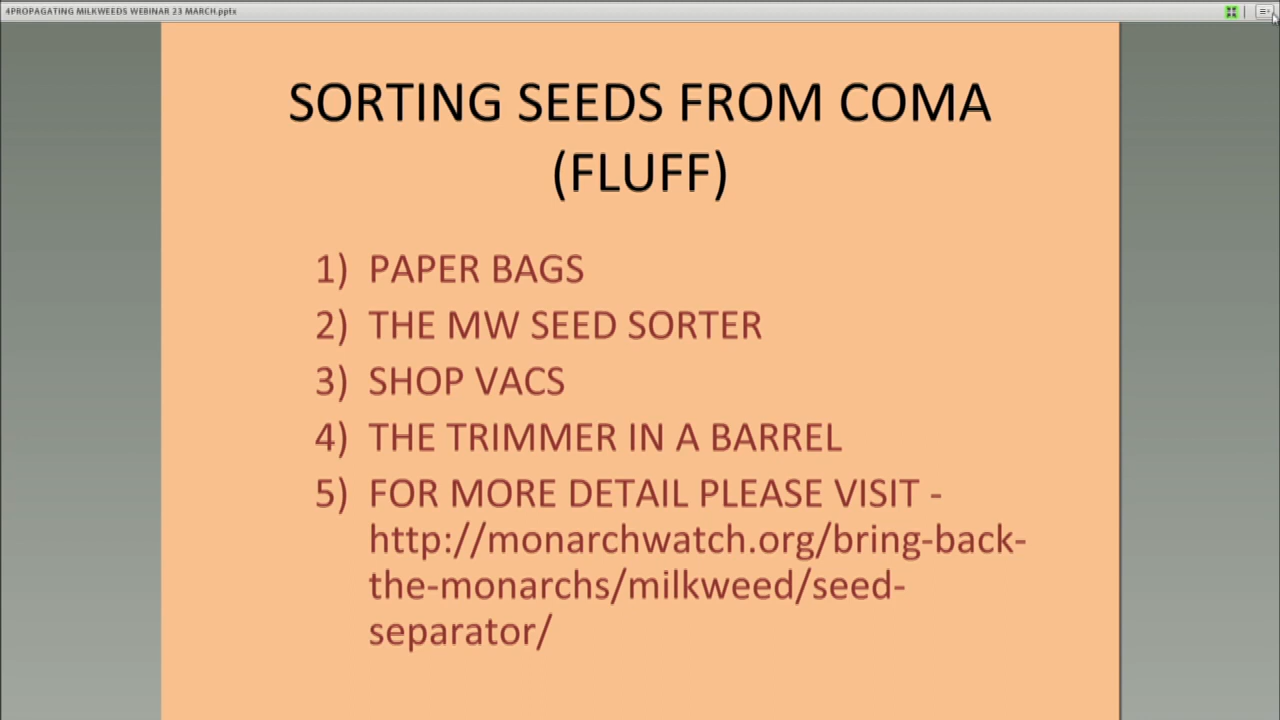 4PROPAGATING MILKWEEDS WEBINAR 23 MARCH.pptx
SORTING SEEDS FROM COMA
(FLUFF)
1) PAPER BAGS
2) THE MW SEED SORTER
3) SHOP VACS
4) THE TRIMMER IN A BARREL
5) FOR MORE DETAIL PLEASE VISIT -
http://monarchwatch.org/bring-back-
the-monarchs/milkweed/seed-
separator/